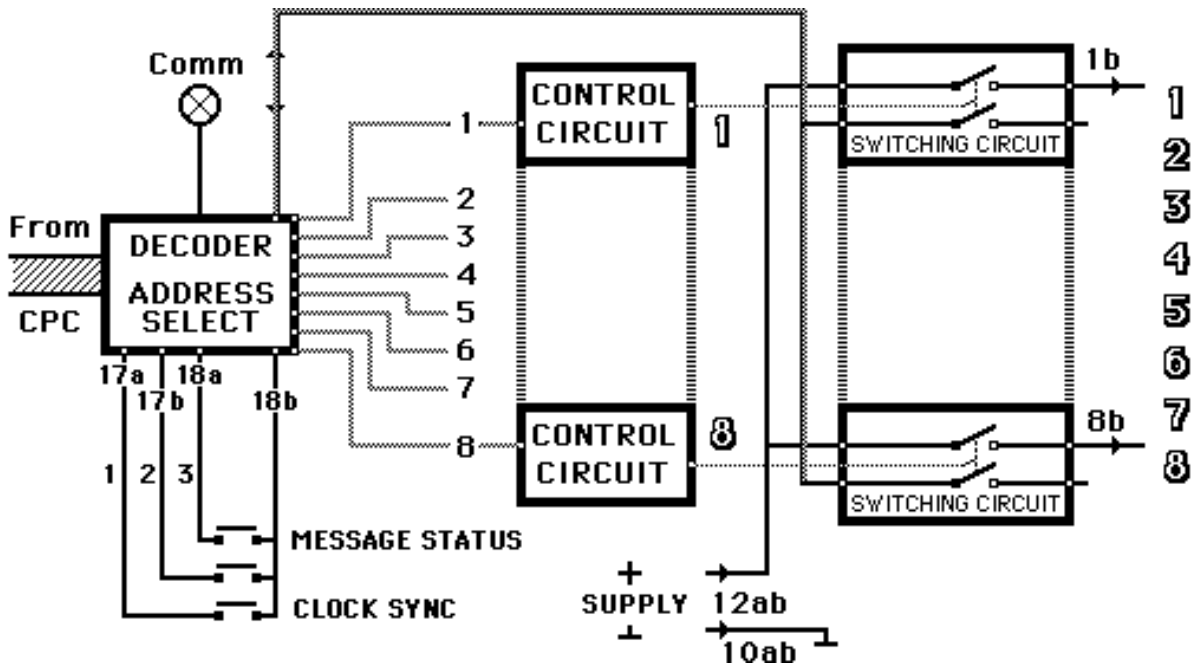 Comm
1b
CONTROL
CIRCUIT
1
1
1
SWITCHING CIRCUIT
2
2
3
From
DECODER
3
4
4
ADDRESS
SELECT
5
5
CPC
6
6
17a
18a
17b
18b
7
7
8b
CONTROL
CIRCUIT
8
8
8
SWITCHING CIRCUIT
1
2
3
MESSAGE STATUS
+
SUPPLY
12ab
CLOCK SYNC
10ab